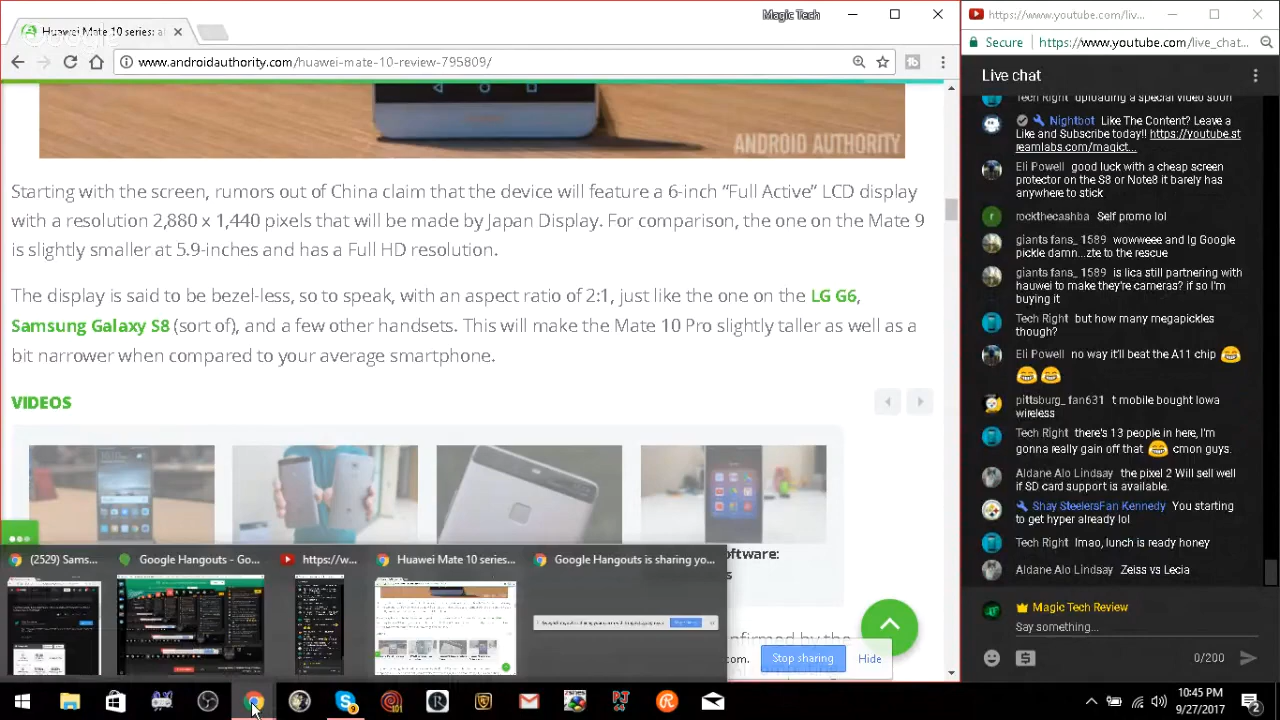 Magic Tech
Huawei Mate 10 series: al
www.androidauthority.com/huawei-mate-10-review-795809/
ANDROID AUTHORITY
Starting with the screen, rumors out of China claim that the device will feature a 6-inch “Full Active” LCD display
with a resolution 2,880 x 1,440 pixels that will be made by Japan Display. For comparison, the one on the Mate 9
is slightly smaller at 5.9-inches and has a Full HD resolution.
The display is said to be bezel-less, so to speak, with an aspect ratio of 2:1, just like the one on the LG G6,
Samsung Galaxy S8 (sort of), and a few other handsets. This will make the Mate 10 Pro slightly taller as well as a
bit narrower when compared to your average smartphone.
VIDEOS
oftware:
s
(2529) Sams...
Google Hangouts - Go...
https://w...
Huawei Mate 10 series...
Google Hangouts is sharing yo...
nfirmed by the
com.
Stop sharing
Hide
https://www.youtube.com/liv...
Secure
https://www.youtube.com/live_chat...
Live chat
Tech Right uploading a special video soon
Nightbot Like The Content? Leave a
Like and Subscribe today!! https://youtube.st
reamlabs.com/magict...
Eli Powell good luck with a cheap screen
protector on the S8 or Note8 it barely has
anywhere to stick
rockthecashba Self promo lol
giants fans_ 1589 wowweee and lg Google
pickle damn...zte to the rescue
giants fans_ 1589 is lica still partnering with
hauwei to make they're cameras? if so I'm
buying it
Tech Right but how many megapickles
though?
Eli Powell no way it'll beat the A11 chip 😂
😂 😂
pittsburg_ fan631 t mobile bought Iowa
wireless
Tech Right there's 13 people in here, I'm
gonna really gain off that 😂 cmon guys.
Aldane Alo Lindsay the pixel 2 Will sell well
if SD card support is available.
Shay SteelersFan Kennedy You starting
to get hyper already lol
Tech Right lmao, lunch is ready honey
Aldane Alo Lindsay Zeiss vs Lecia
Magic Tech Review
Say something...
0/200
10:45 PM
9/27/2017